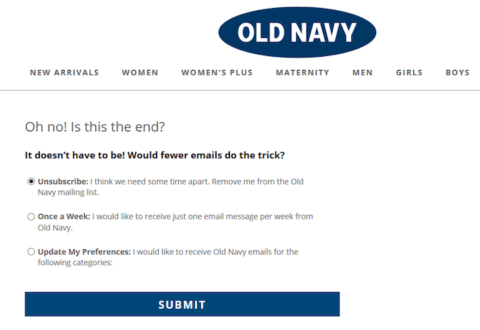 OLD NAVY
NEW ARRIVALS WOMEN WOMEN'S PLUS MATERNITY MEN GIRLS BOYS
Oh no! Is this the end?
It doesn't have to be! Would fewer emails do the trick?
Unsubscribe: I think we need some time apart. Remove me from the Old
Navy mailing list.
Once a Week: I would like to receive just one email message per week from
Old Navy.
Update My Preferences: I would like to receive Old Navy emails for the
following categories:
SUBMIT